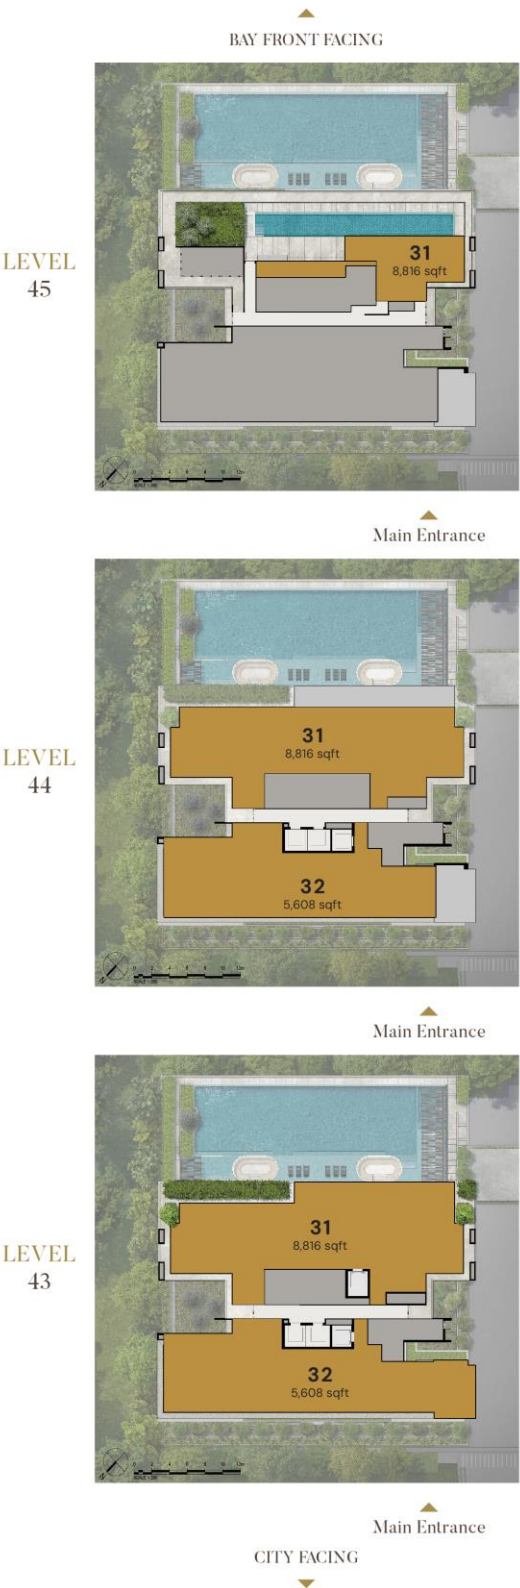 BAY FRONT FACING
LEVEL
45
31
8,816 sqft
Main Entrance
LEVEL
44
31
8,816 sqft
32
5,608 sqft
Main Entrance
LEVEL
43
31
8,816 sqft
32
5,608 sqft
Main Entrance
CITY FACING